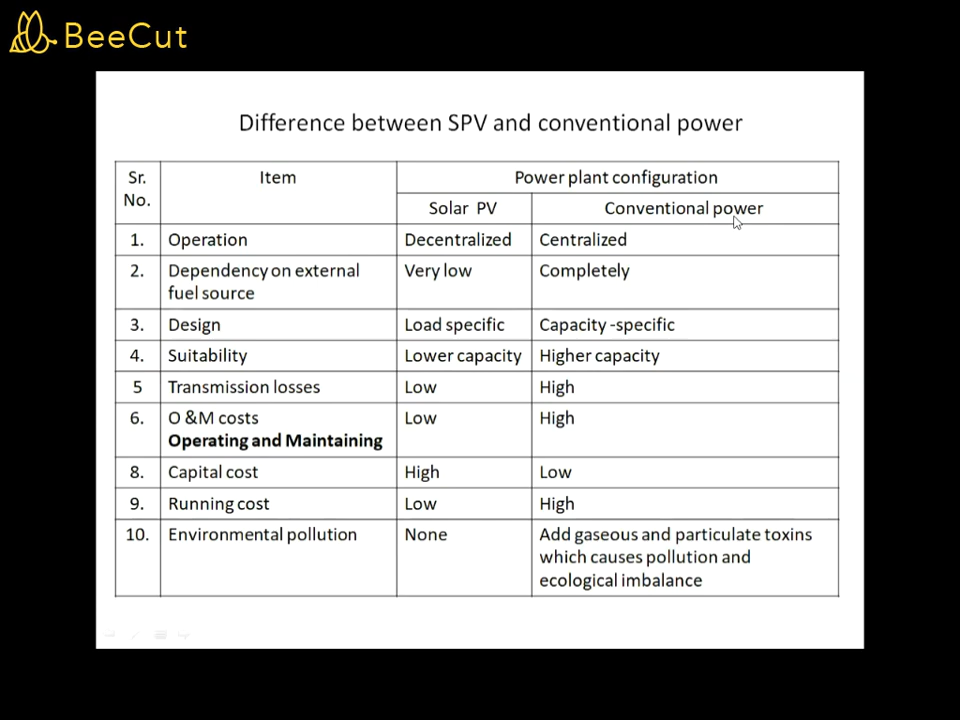 BeeCut
Difference between SPV and conventional power
Sr. No. Item Power plant configuration
Solar PV Conventional power
1. Operation Decentralized Centralized
2. Dependency on external fuel source Very low Completely
3. Design Load specific Capacity -specific
4. Suitability Lower capacity Higher capacity
5 Transmission losses Low High
6. O &M costs Low High
Operating and Maintaining
8. Capital cost High Low
9. Running cost Low High
10. Environmental pollution None Add gaseous and particulate toxins
which causes pollution and
ecological imbalance